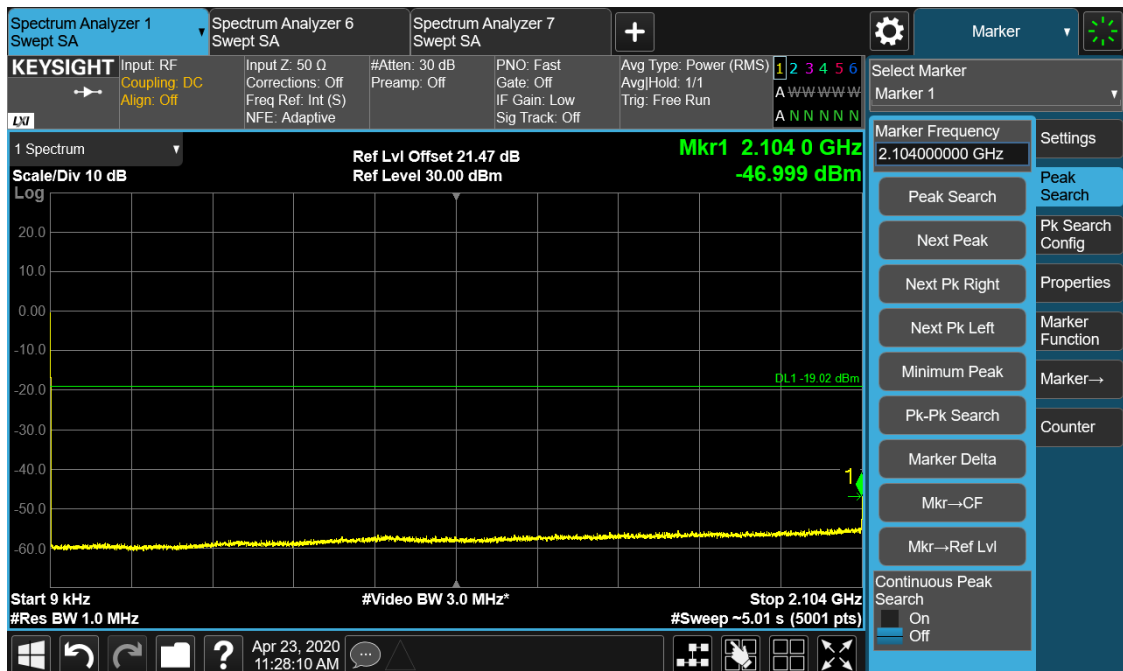 Spectrum Analyzer 1
Swept SA
Spectrum Analyzer 6
Swept SA
Spectrum Analyzer 7
Swept SA
Marker
KEYSIGHT
LXI
Input: RF
Coupling: DC
Align: Off
Input Z: 50 Ω
Corrections: Off
Freq Ref: Int (S)
NFE: Adaptive
#Atten: 30 dB
Preamp: Off
PNO: Fast
Gate: Off
IF Gain: Low
Sig Track: Off
Avg Type: Power (RMS)
Avg|Hold: 1/1
Trig: Free Run
1 2 3 4 5 6
A W W W W W
A N N N N N
Select Marker
Marker 1
1 Spectrum
Scale/Div 10 dB
Log
Ref Lvl Offset 21.47 dB
Ref Level 30.00 dBm
Mkr1 2.104 0 GHz
-46.999 dBm
20.0
10.0
0.00
-10.0
-20.0
-30.0
-40.0
-50.0
-60.0
DL1 -19.02 dBm
1
Start 9 kHz
#Res BW 1.0 MHz
#Video BW 3.0 MHz*
Stop 2.104 GHz
#Sweep ~5.01 s (5001 pts)
Marker Frequency
2.104000000 GHz
Peak Search
Next Peak
Next Pk Right
Next Pk Left
Minimum Peak
Pk-Pk Search
Marker Delta
Mkr→CF
Mkr→Ref Lvl
Continuous Peak
Search
On
Off
Settings
Peak
Search
Pk Search
Config
Properties
Marker
Function
Marker→
Counter
?
Apr 23, 2020
11:28:10 AM